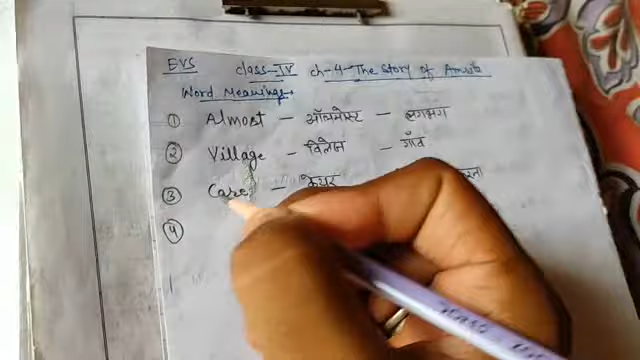 EVS Class-IV Ch-4-The Story of Amrita
Word Meanings
① Almost - ऑलमोस्ट - लगभग
② Village - विलेज - गाँव
③ Care - केयर
④